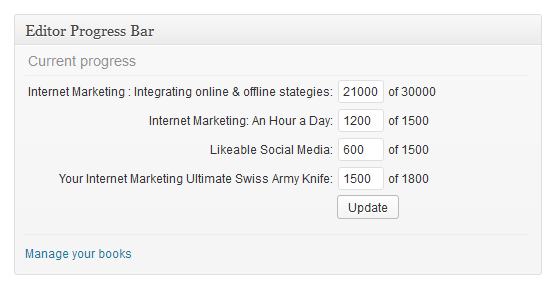 Editor Progress Bar
Current progress
Internet Marketing : Integrating online & offline stategies: 21000 of 30000
Internet Marketing: An Hour a Day: 1200 of 1500
Likeable Social Media: 600 of 1500
Your Internet Marketing Ultimate Swiss Army Knife: 1500 of 1800
Update
Manage your books